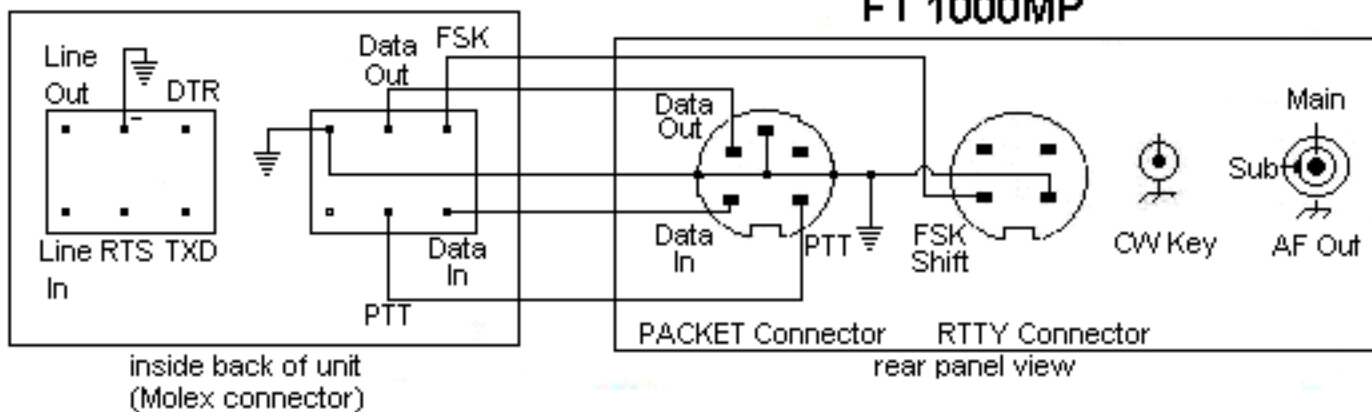 FT 1000MP
Line
Out
DTR
Line
In
RTS
TXD
Data
Out
FSK
Data
In
PTT
inside back of unit
(Molex connector)
Data
Out
Data
In
PTT
FSK
Shift
CW Key
Main
Sub
AF Out
PACKET Connector
RTTY Connector
rear panel view